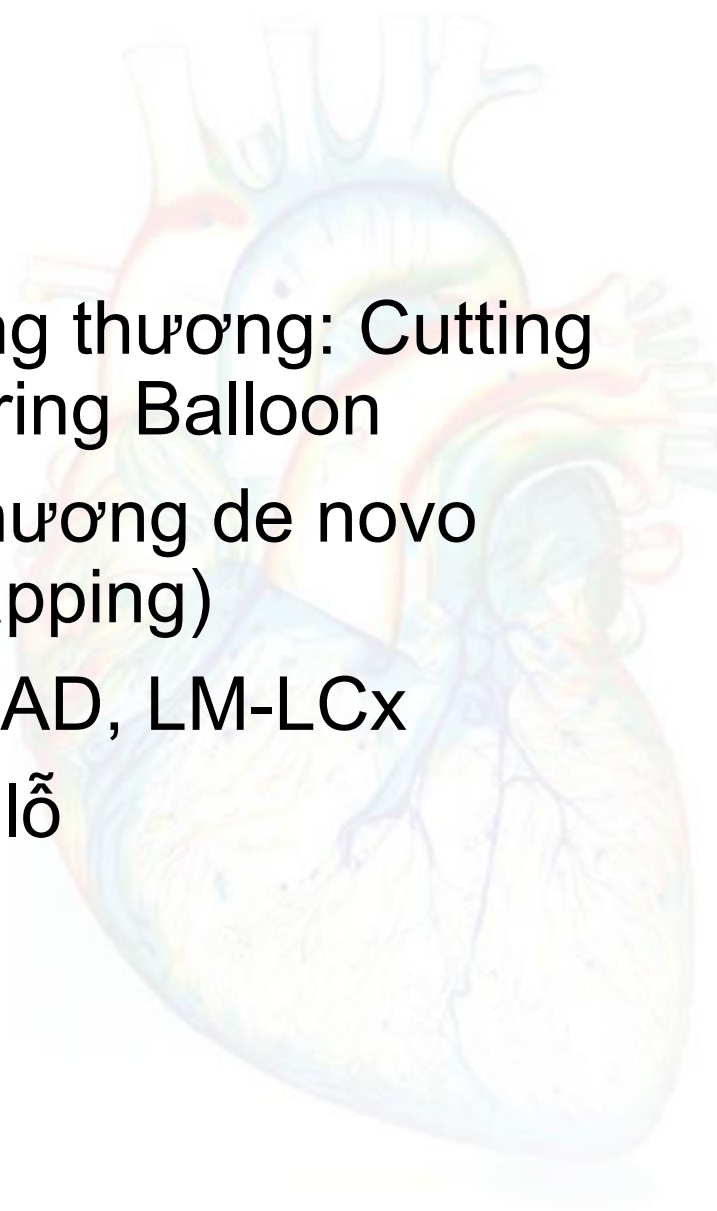 ng thương: Cutting
ring Balloon
ương de novo
pping)
AD, LM-LCx
lỗ